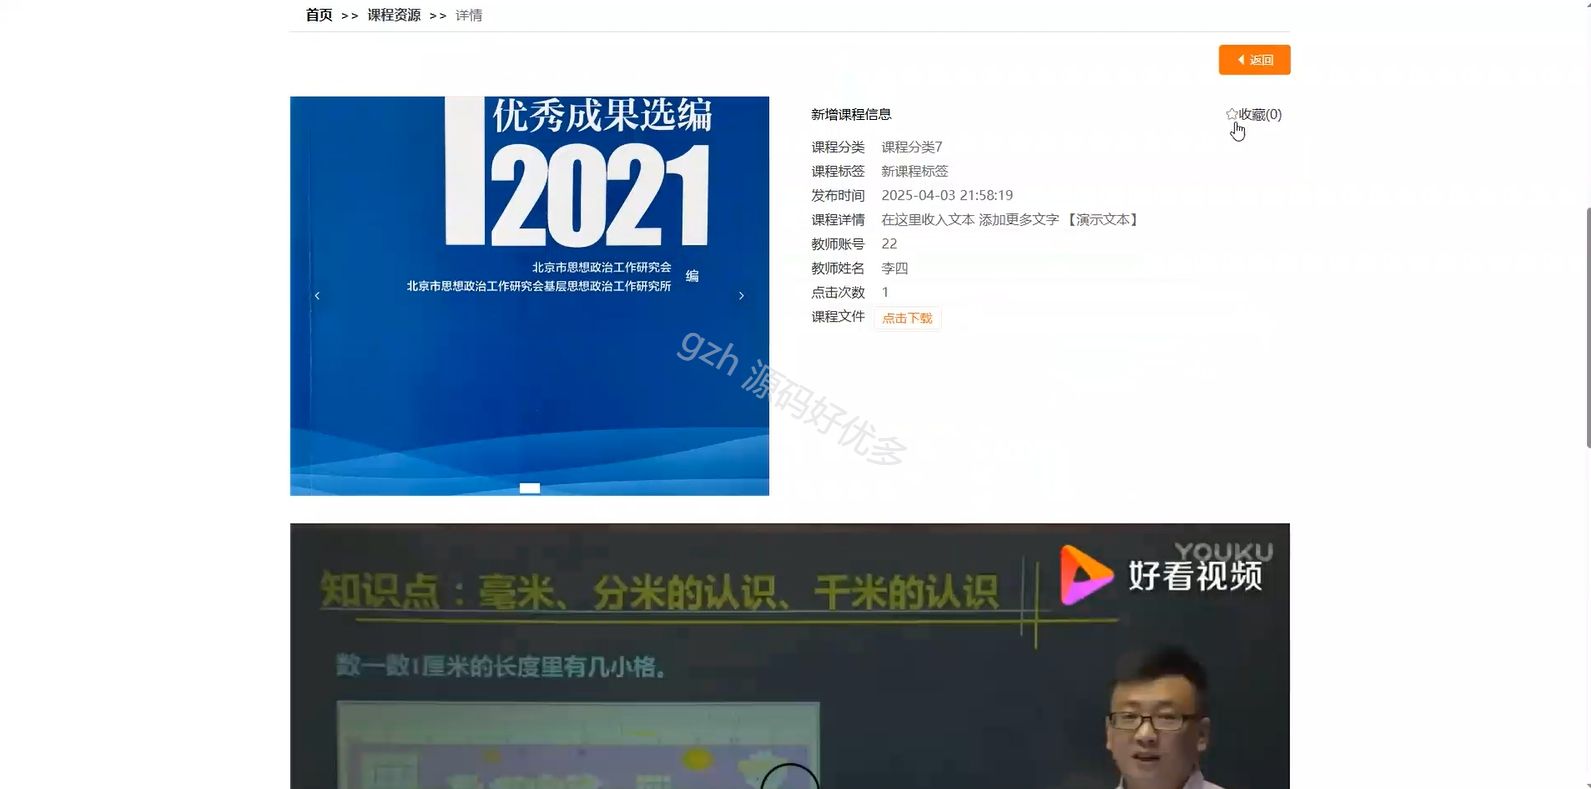 首页 >> 课程资源 >> 详情
返回
优秀成果选编
2021
北京市思想政治工作研究会
北京市思想政治工作研究会基层思想政治工作研究所
编
新增课程信息
☆收藏(0)
课程分类 课程分类7
课程标签 新课程标签
发布时间 2025-04-03 21:58:19
课程详情 在这里收入文本 添加更多文字 【演示文本】
教师账号 22
教师姓名 李四
点击次数 1
课程文件 点击下载
gzh 源码好优多
YOUKU
好看视频
知识点：毫米、分米的认识、千米的认识
数一数1厘米的长度里有几小格。